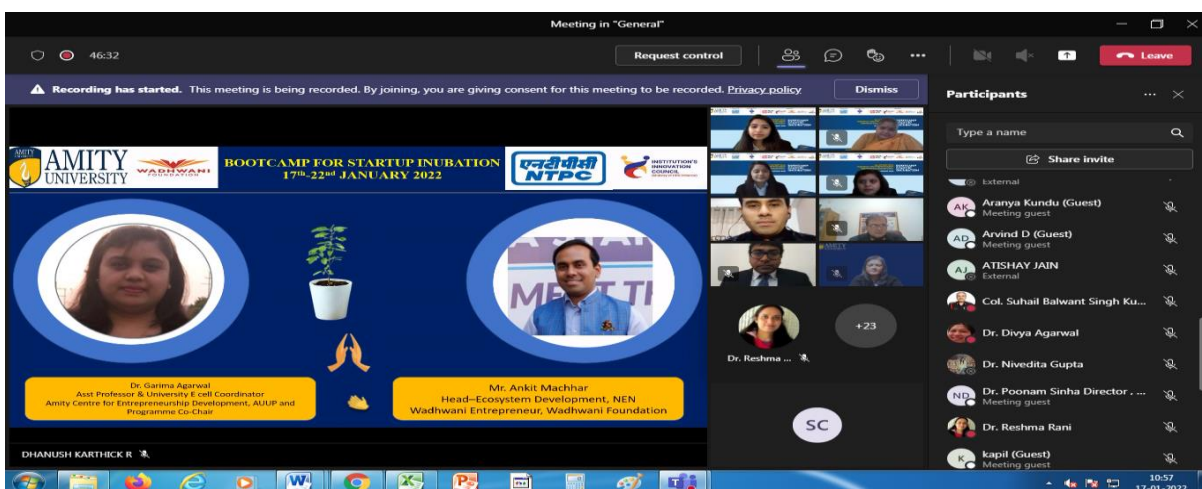 Meeting in "General"
46:32
Request control
Leave
Recording has started. This meeting is being recorded. By joining, you are giving consent for this meeting to be recorded. Privacy policy
Dismiss
AMITY
AMITY
UNIVERSITY
WADHWANI
FOUNDATION
BOOTCAMP FOR STARTUP INUBATION
17th-22nd JANUARY 2022
एनटीपीसी
NTPC
INSTITUTION'S
INNOVATION
COUNCIL
Dr. Garima Agarwal
Asst Professor & University E cell Coordinator
Amity Centre for Entrepreneurship Development, AUUP and
Programme Co-Chair
Mr. Ankit Machhar
Head–Ecosystem Development, NEN
Wadhwani Entrepreneur, Wadhwani Foundation
DHANUSH KARTHICK R
Dr. Reshma ...
+23
SC
Participants
Type a name
Share invite
External
AK
Aranya Kundu (Guest)
Meeting guest
AD
Arvind D (Guest)
Meeting guest
AJ
ATISHAY JAIN
External
Col. Suhail Balwant Singh Ku...
Dr. Divya Agarwal
Dr. Nivedita Gupta
ND
Dr. Poonam Sinha Director , ...
Meeting guest
Dr. Reshma Rani
K
kapil (Guest)
Meeting guest
10:57
17-01-2022